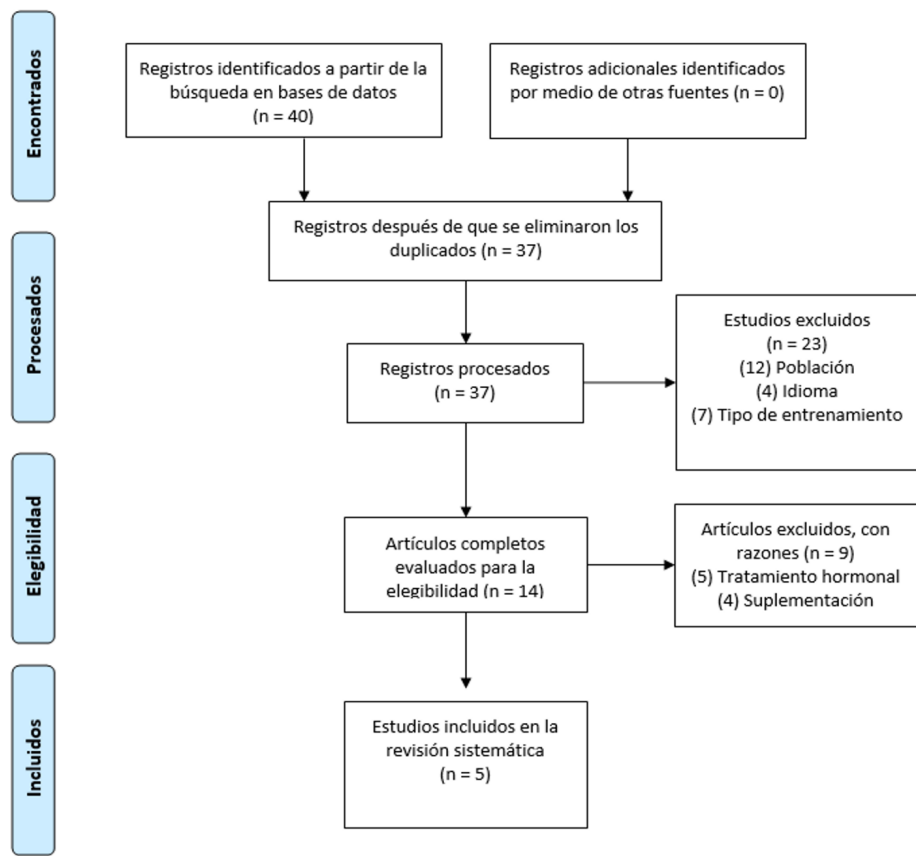 Encontrados
Registros identificados a partir de la
búsqueda en bases de datos
(n = 40)
Registros adicionales identificados
por medio de otras fuentes (n = 0)
Procesados
Registros después de que se eliminaron los
duplicados (n = 37)
Registros procesados
(n = 37)
Estudios excluidos
(n = 23)
(12) Población
(4) Idioma
(7) Tipo de entrenamiento
Elegibilidad
Artículos completos
evaluados para la
elegibilidad (n = 14)
Artículos excluidos, con
razones (n = 9)
(5) Tratamiento hormonal
(4) Suplementación
Incluidos
Estudios incluidos en la
revisión sistemática
(n = 5)